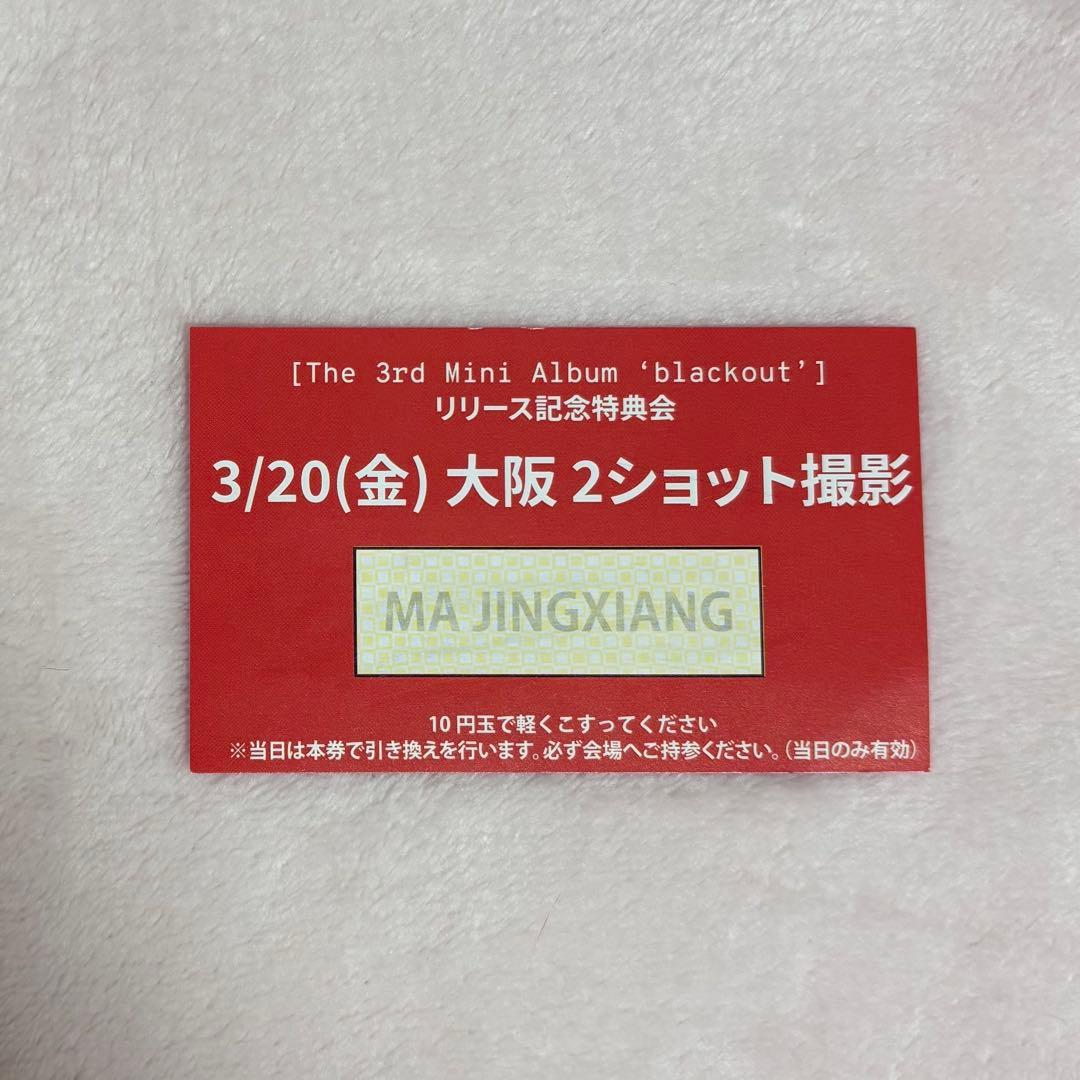 [The 3rd Mini Album ‘blackout’]
リリース記念特典会
3/20(金) 大阪 2ショット撮影
MA JINGXIANG
10 円玉で軽くこすってください
※当日は本券で引き換えを行います。必ず会場へご持参ください。(当日のみ有効)